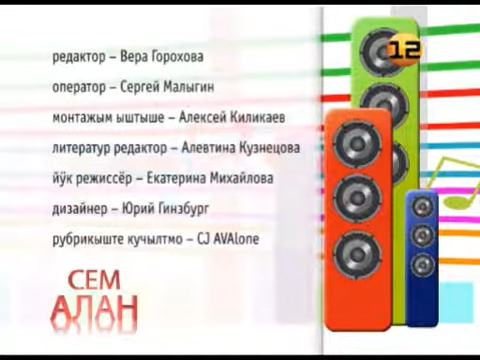 12
редактор – Вера Горохова
оператор – Сергей Малыгин
монтажым ыштыше – Алексей Киликаев
литератур редактор – Алевтина Кузнецова
йӱк режиссёр – Екатерина Михайлова
дизайнер – Юрий Гинзбург
рубрикыште кучылтмо – CJ AVAlone
СЕМ
АЛАН